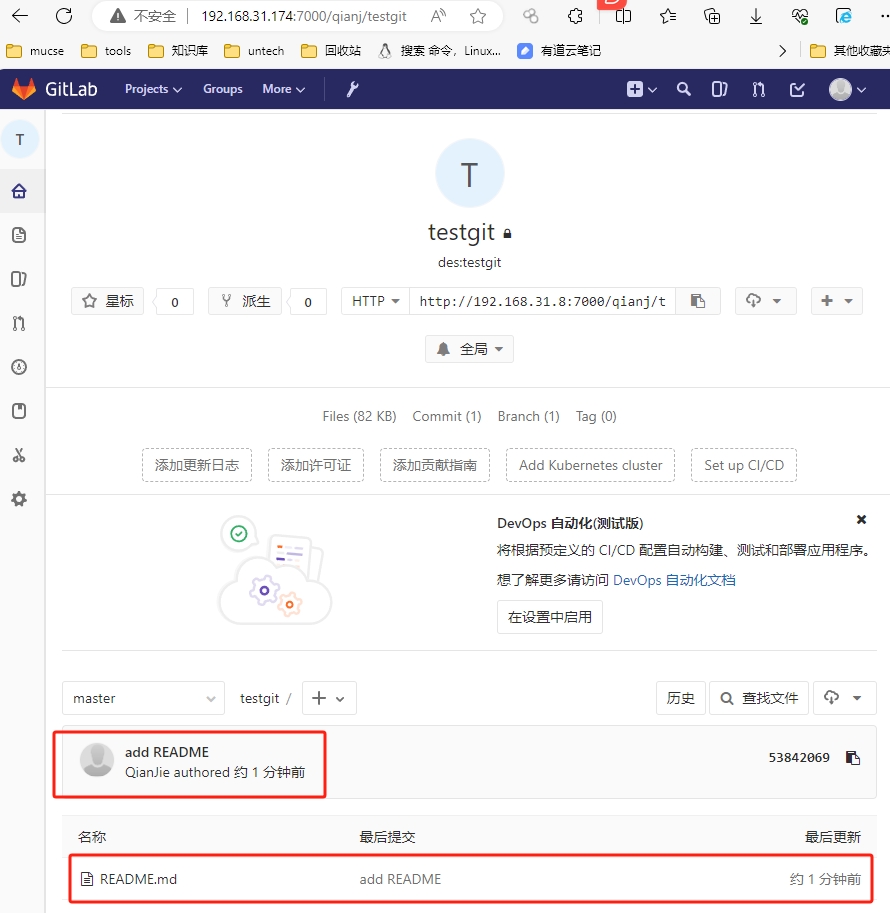 不安全 192.168.31.174:7000/qianj/testgit
mucse tools 知识库 untech 回收站 搜索 命令，Linux... 有道云笔记 其他收藏夹
GitLab Projects Groups More
T
T
testgit
des:testgit
星标 0 派生 0 HTTP http://192.168.31.8:7000/qianj/t
全局
Files (82 KB) Commit (1) Branch (1) Tag (0)
添加更新日志 添加许可证 添加贡献指南 Add Kubernetes cluster Set up CI/CD
DevOps 自动化(测试版)
将根据预定义的 CI/CD 配置自动构建、测试和部署应用程序。
想了解更多请访问 DevOps 自动化文档
在设置中启用
master testgit / 历史 查找文件
add README
QianJie authored 约 1 分钟前
53842069
名称 最后提交 最后更新
README.md add README 约 1 分钟前